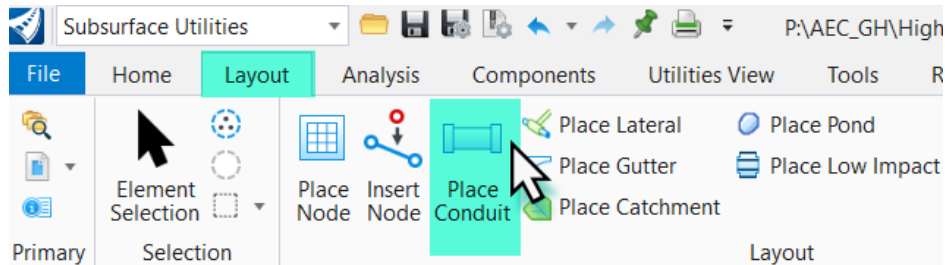 Subsurface Utilities P:\AEC_GH\High
File Home Layout Analysis Components Utilities View Tools R
Place Lateral Place Pond
Element Selection Place Node Insert Node Place Conduit Place Gutter Place Low Impact
Place Catchment
Primary Selection Layout